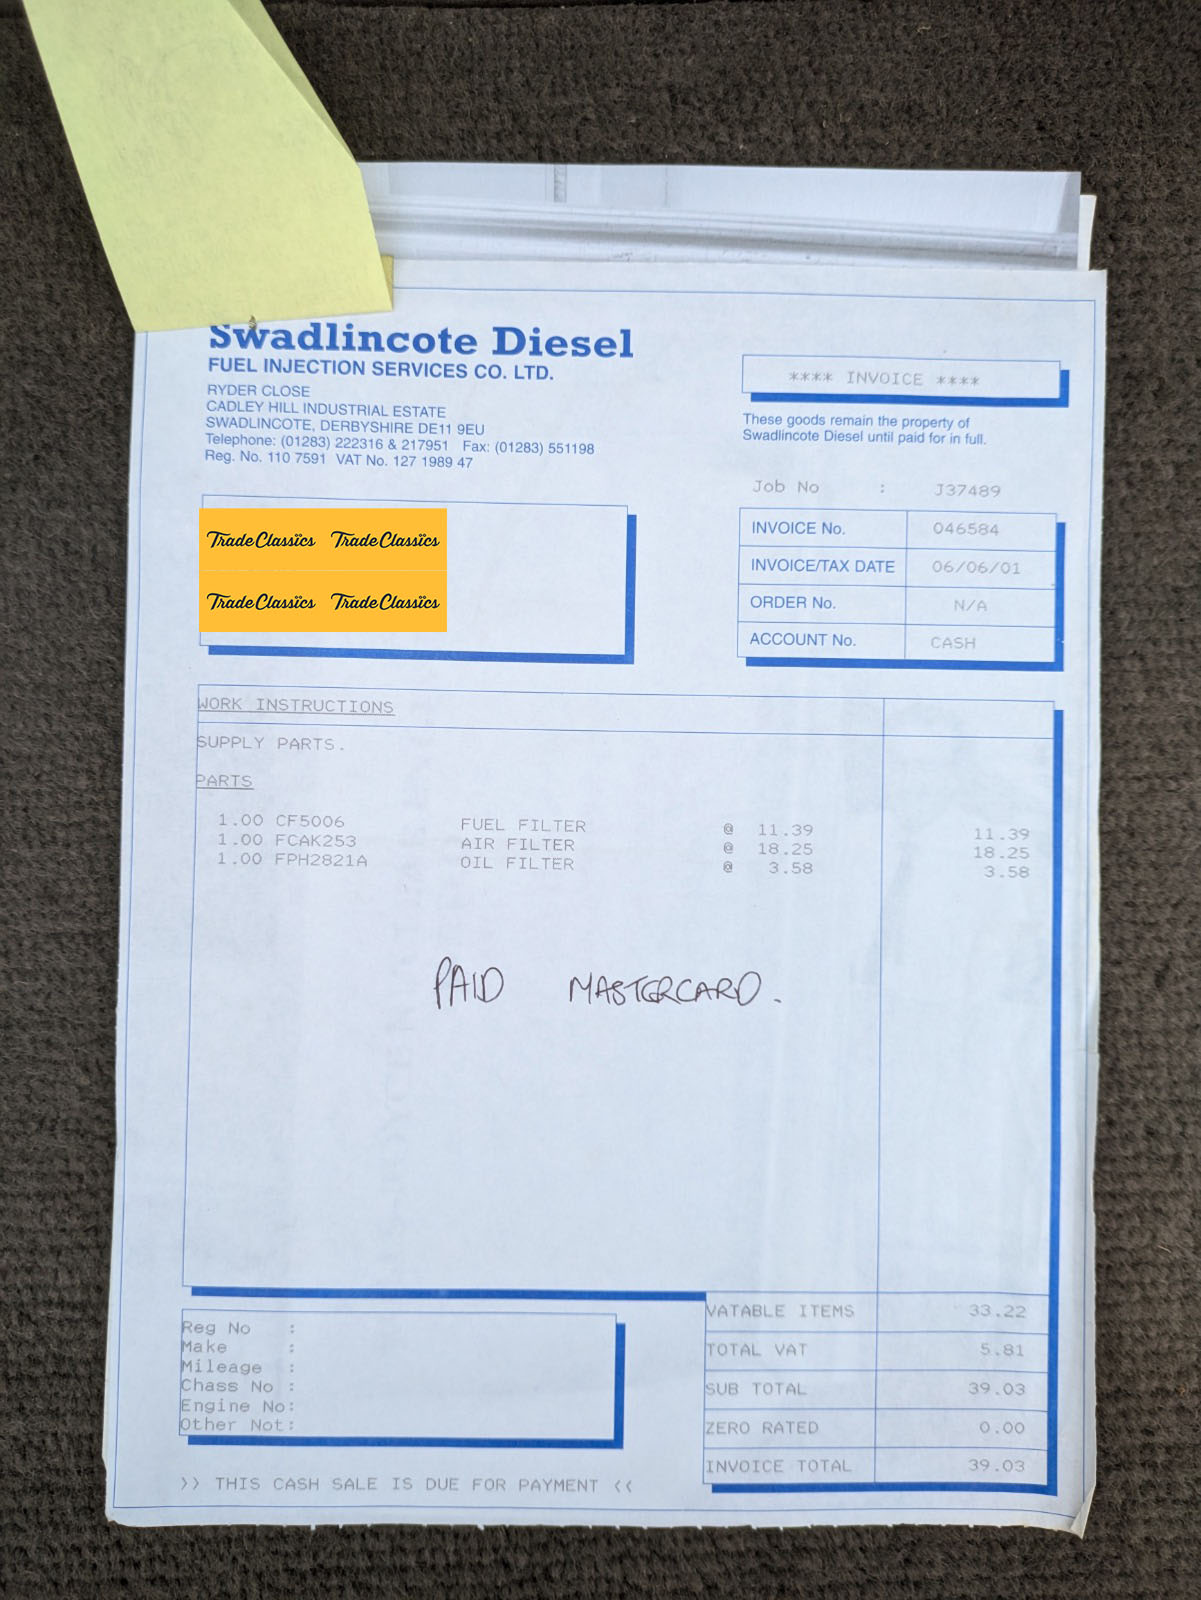 Swadlincote Diesel
FUEL INJECTION SERVICES CO. LTD.
RYDER CLOSE
CADLEY HILL INDUSTRIAL ESTATE
SWADLINCOTE, DERBYSHIRE DE11 9EU
Telephone: (01283) 222316 & 217951 Fax: (01283) 551198
Reg. No. 110 7591 VAT No. 127 1989 47
**** INVOICE ****
These goods remain the property of
Swadlincote Diesel until paid for in full.
Job No : J37489
INVOICE No. 046584
INVOICE/TAX DATE 06/06/01
ORDER No. N/A
ACCOUNT No. CASH
TradeClassics TradeClassics
TradeClassics TradeClassics
WORK INSTRUCTIONS
SUPPLY PARTS.
PARTS
1.00 CF5006 FUEL FILTER @ 11.39 11.39
1.00 FCAK253 AIR FILTER @ 18.25 18.25
1.00 FPH2821A OIL FILTER @ 3.58 3.58
PAID MASTERCARD.
Reg No :
Make :
Mileage :
Chass No :
Engine No:
Other Not:
VATABLE ITEMS 33.22
TOTAL VAT 5.81
SUB TOTAL 39.03
ZERO RATED 0.00
INVOICE TOTAL 39.03
>> THIS CASH SALE IS DUE FOR PAYMENT <<